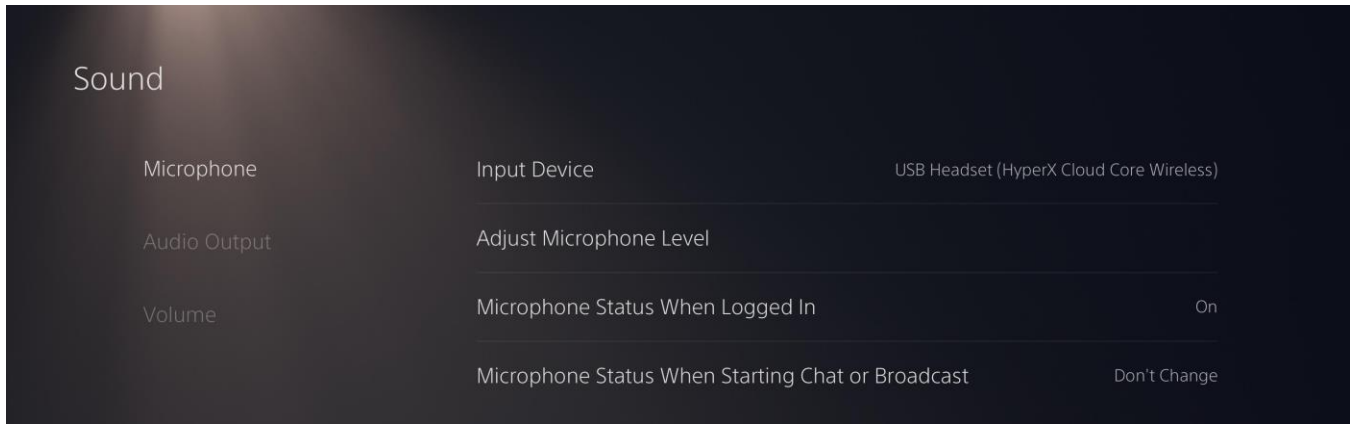 Sound
Microphone
Input Device USB Headset (HyperX Cloud Core Wireless)
Audio Output
Adjust Microphone Level
Volume
Microphone Status When Logged In On
Microphone Status When Starting Chat or Broadcast Don't Change